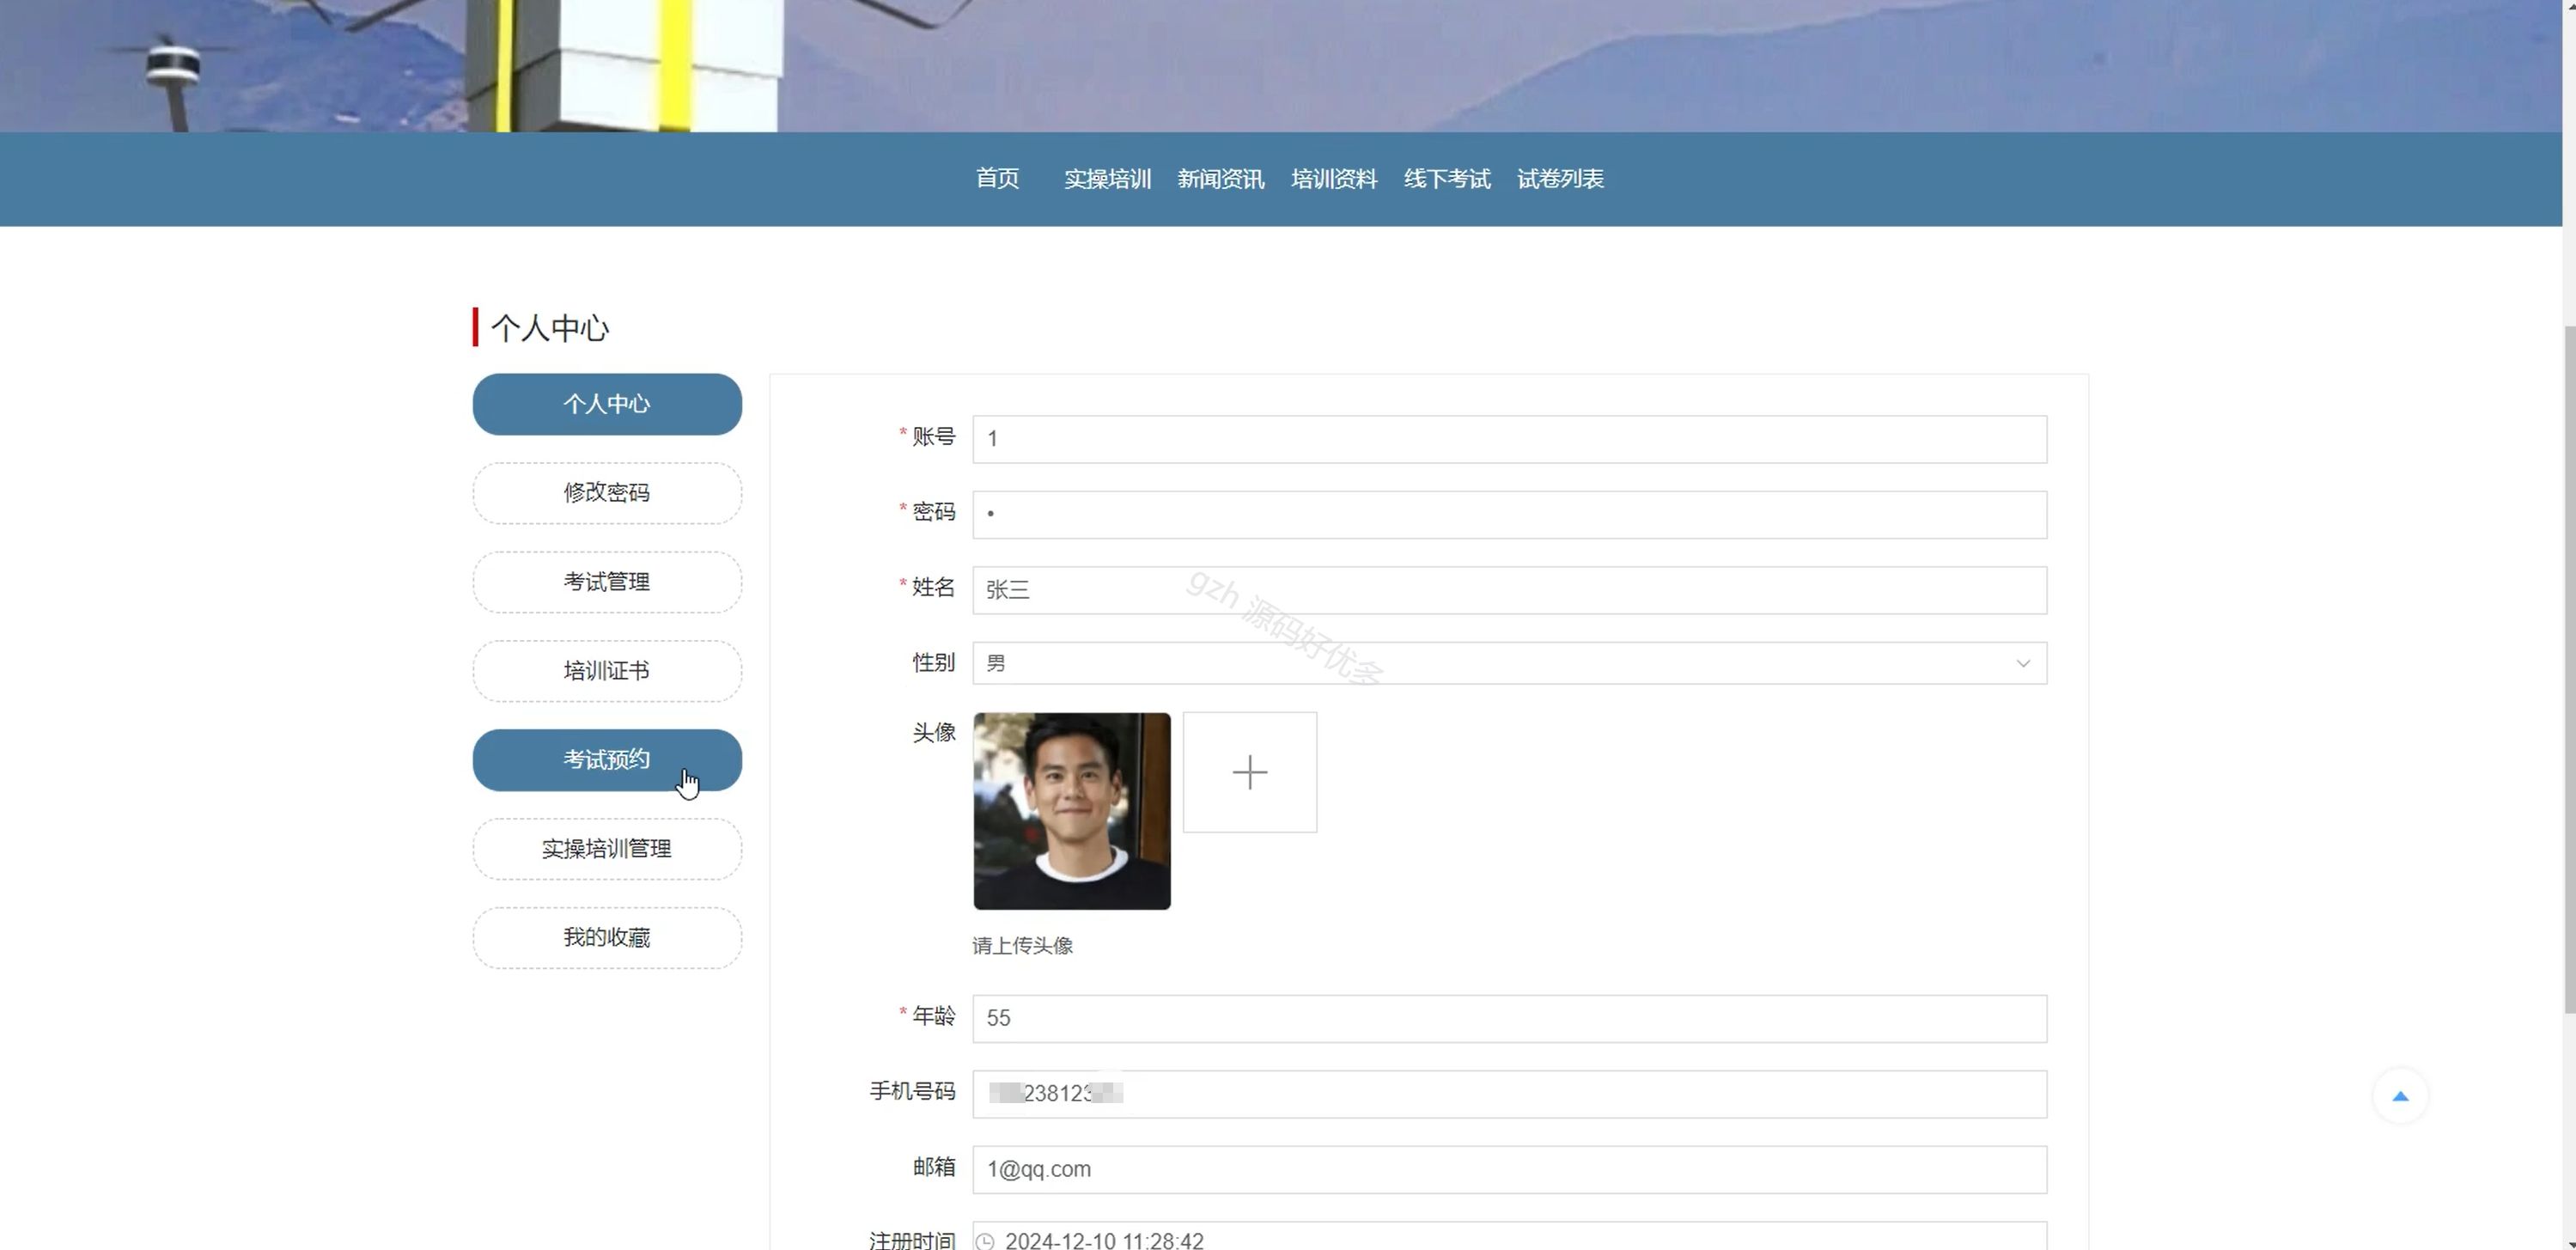 首页 实操培训 新闻资讯 培训资料 线下考试 试卷列表
个人中心
个人中心
修改密码
考试管理
培训证书
考试预约
实操培训管理
我的收藏
* 账号 1
* 密码 •
* 姓名 张三
性别 男
头像
请上传头像
* 年龄 55
手机号码 238123
邮箱 1@qq.com
注册时间 2024-12-10 11:28:42
gzh 源码好优多